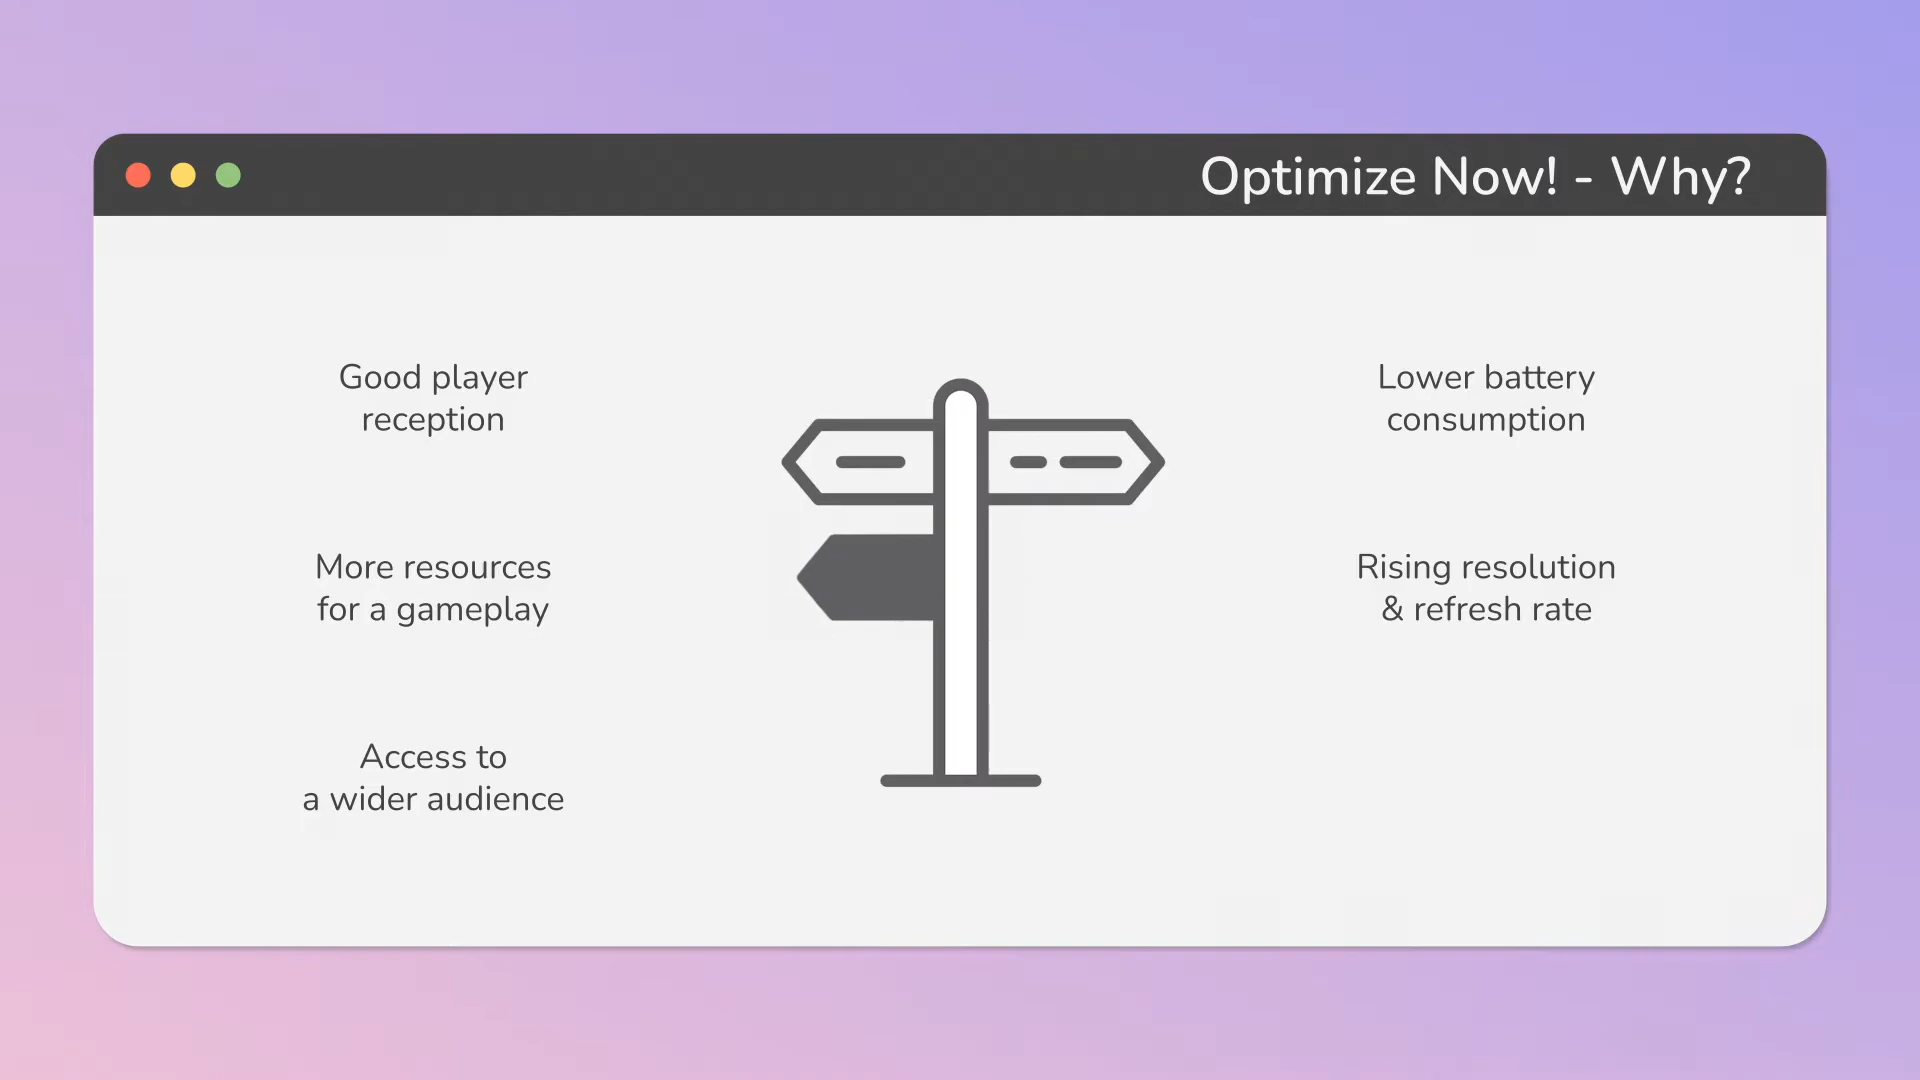 Optimize Now! - Why?
Good player
reception
More resources
for a gameplay
Access to
a wider audience
Lower battery
consumption
Rising resolution
& refresh rate